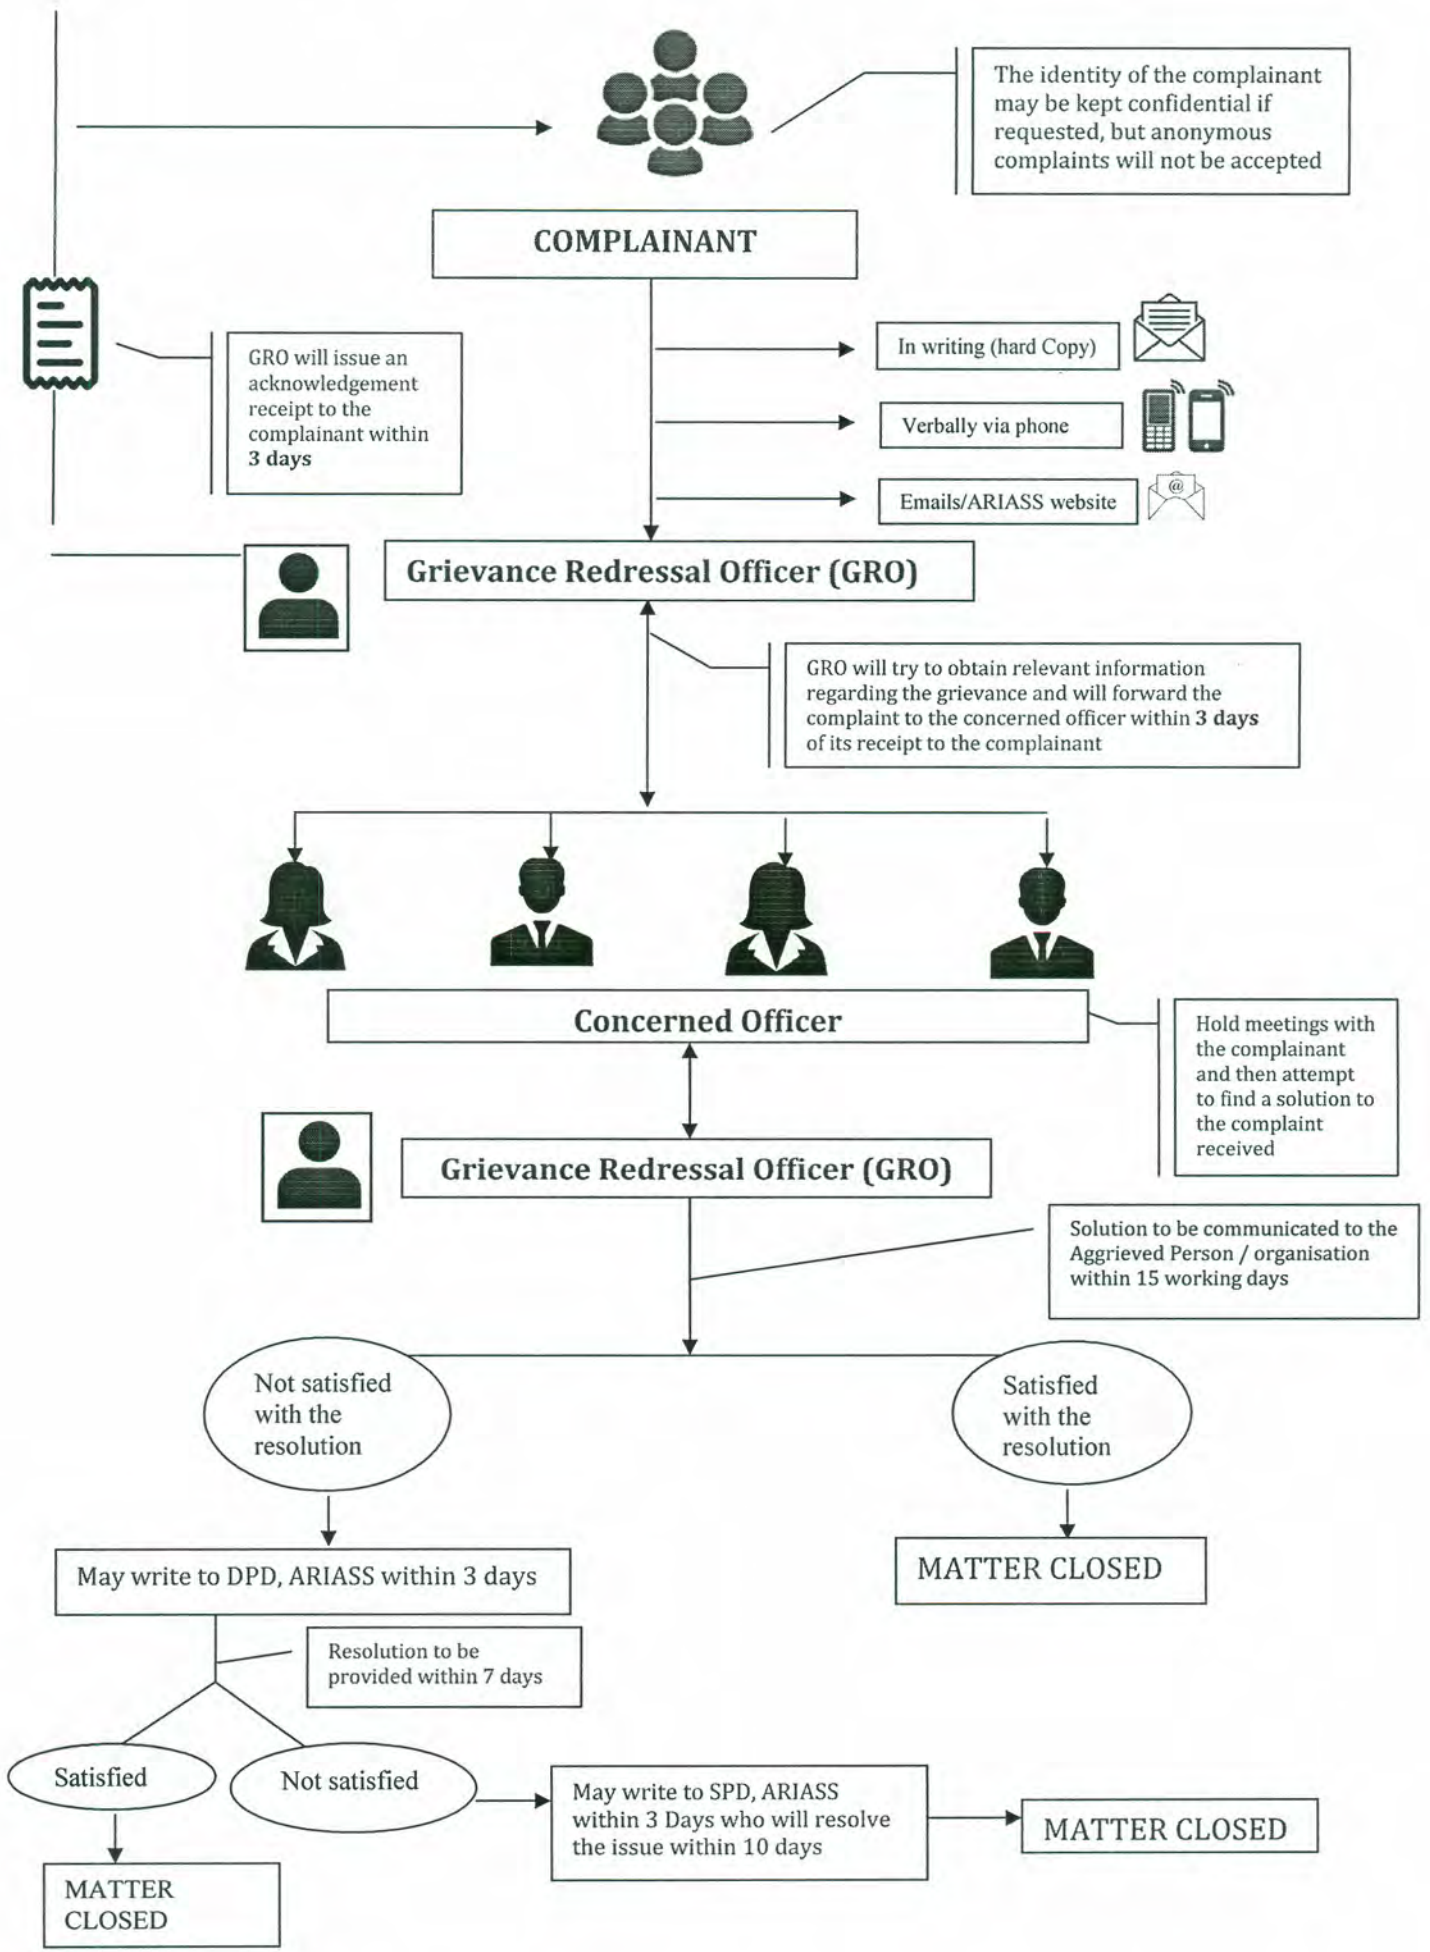 The identity of the complainant
may be kept confidential if
requested, but anonymous
complaints will not be accepted
COMPLAINANT
In writing (hard Copy)
GRO will issue an
acknowledgement
receipt to the
complainant within
3 days
Verbally via phone
@
Emails/ARIASS website
Grievance Redressal Officer (GRO)
GRO will try to obtain relevant information
regarding the grievance and will forward the
complaint to the concerned officer within 3 days
of its receipt to the complainant
Concerned Officer
Hold meetings with
the complainant
and then attempt
to find a solution to
the complaint
received
Grievance Redressal Officer (GRO)
Solution to be communicated to the
Aggrieved Person / organisation
within 15 working days
Not satisfied
with the
resolution
Satisfied
with the
resolution
May write to DPD, ARIASS within 3 days
MATTER CLOSED
Resolution to be
provided within 7 days
Satisfied
Not satisfied
May write to SPD, ARIASS
within 3 Days who will resolve
the issue within 10 days
MATTER CLOSED
MATTER
CLOSED